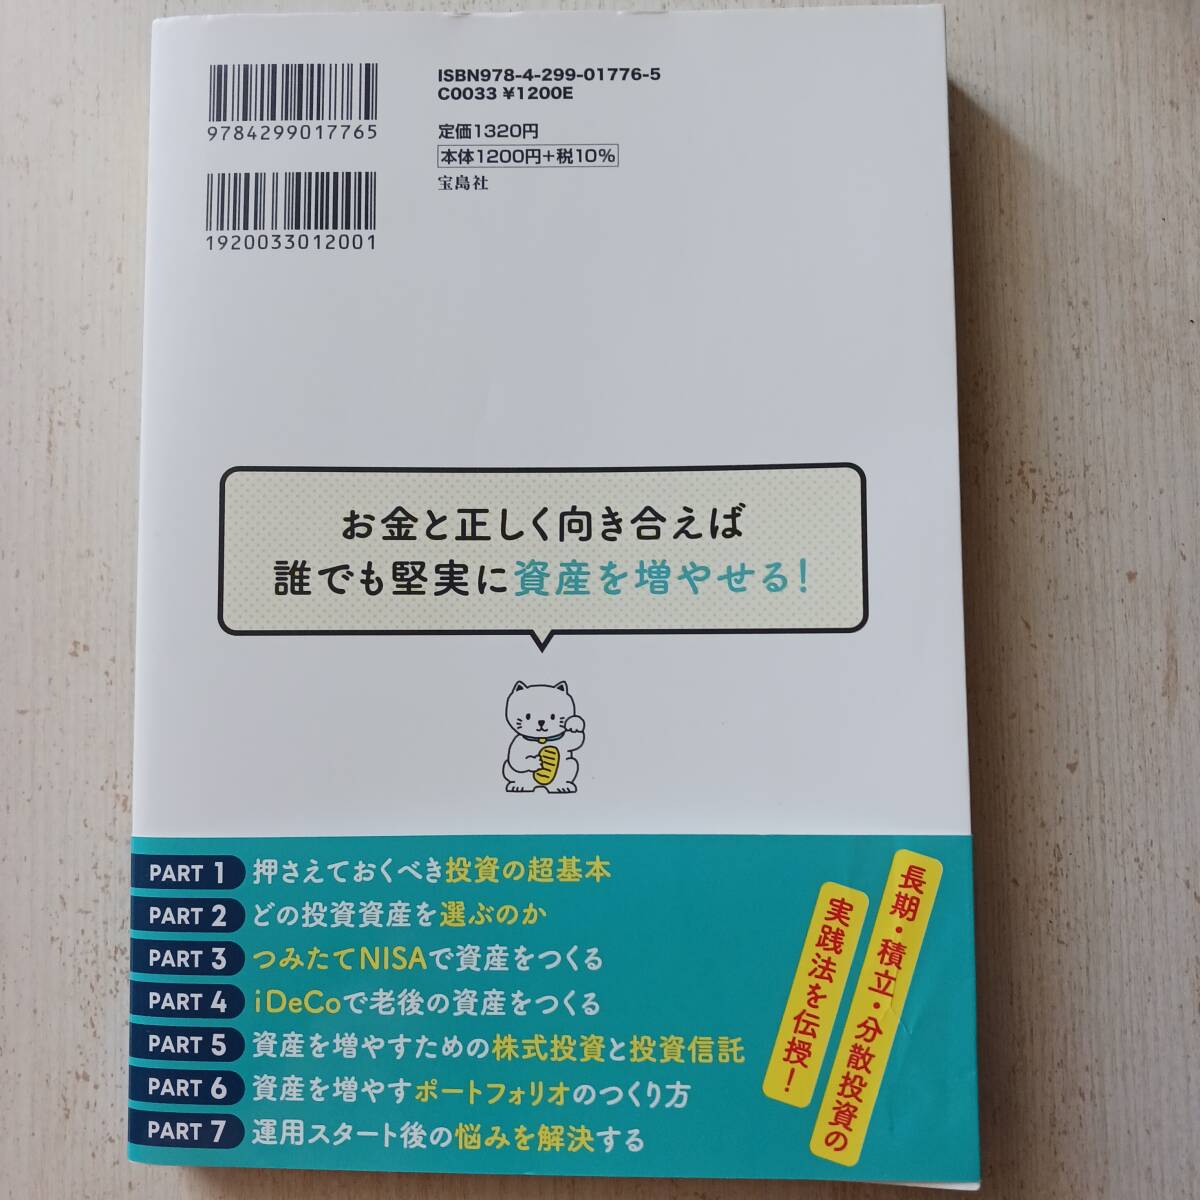 ISBN978-4-299-01776-5
C0033 ¥1200E
9784299017765
定価1320円
本体1200円+税10%
宝島社
1920033012001
お金と正しく向き合えば
誰でも堅実に資産を増やせる!
PART 1 押さえておくべき投資の超基本
PART 2 どの投資資産を選ぶのか
PART 3 つみたてNISAで資産をつくる
PART 4 iDeCoで老後の資産をつくる
PART 5 資産を増やすための株式投資と投資信託
PART 6 資産を増やすポートフォリオのつくり方
PART 7 運用スタート後の悩みを解決する
長期・積立・分散投資の
実践法を伝授!